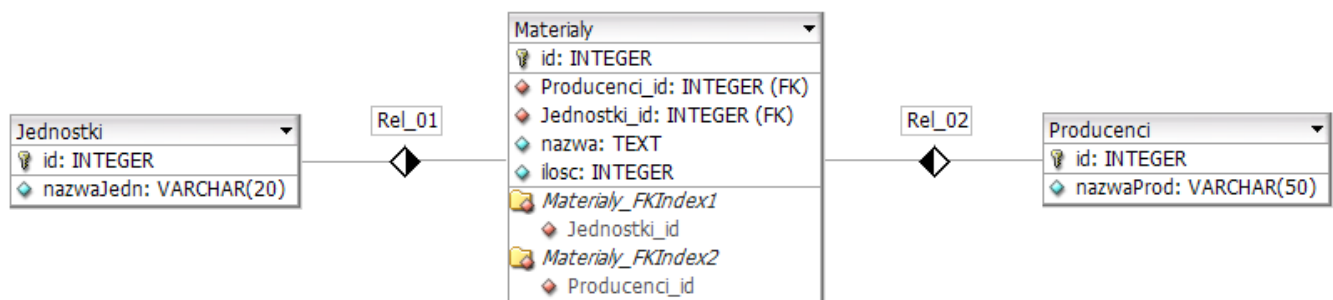 Jednostki
id: INTEGER
nazwaJedn: VARCHAR(20)
Rel_01
Materialy
id: INTEGER
Producenci_id: INTEGER (FK)
Jednostki_id: INTEGER (FK)
nazwa: TEXT
ilosc: INTEGER
Materialy_FKIndex1
Jednostki_id
Materialy_FKIndex2
Producenci_id
Rel_02
Producenci
id: INTEGER
nazwaProd: VARCHAR(50)